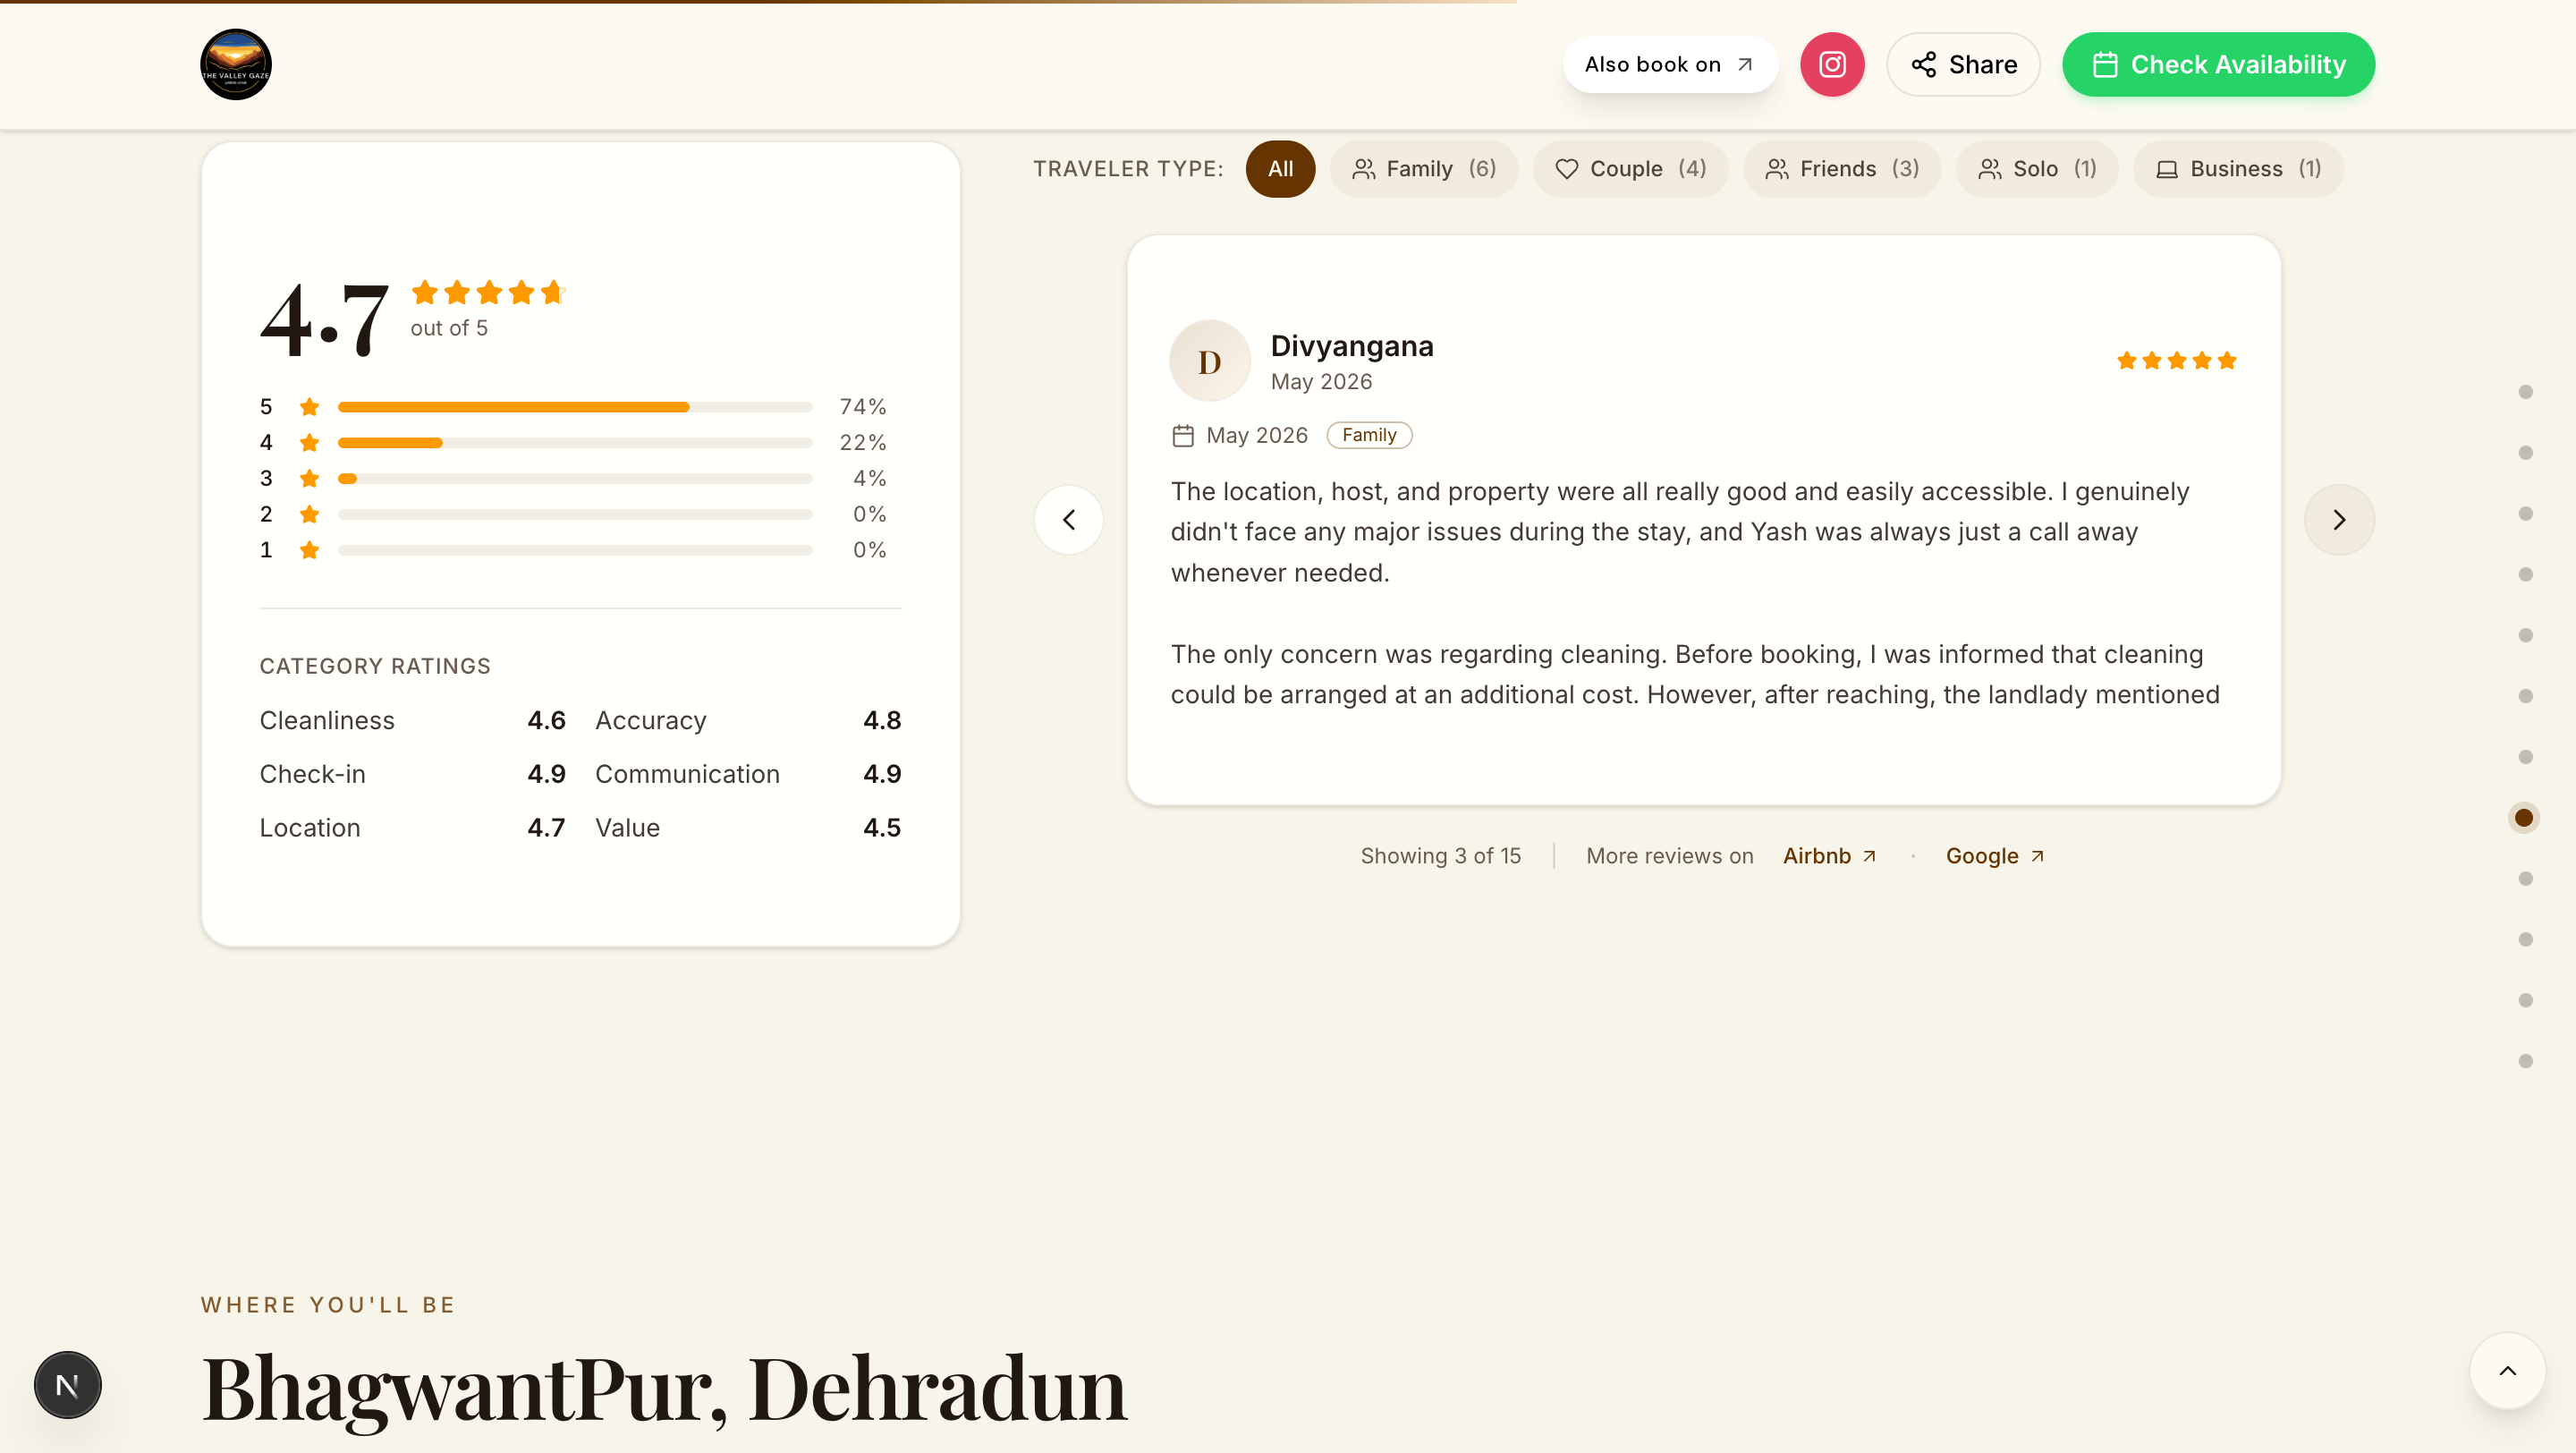 THE VALLEY GAZE
Also book on
Share
Check Availability
4.7
out of 5
5 74%
4 22%
3 4%
2 0%
1 0%
CATEGORY RATINGS
Cleanliness 4.6 Accuracy 4.8
Check-in 4.9 Communication 4.9
Location 4.7 Value 4.5
TRAVELER TYPE: All Family (6) Couple (4) Friends (3) Solo (1) Business (1)
D
Divyangana
May 2026
May 2026 Family
The location, host, and property were all really good and easily accessible. I genuinely
didn't face any major issues during the stay, and Yash was always just a call away
whenever needed.
The only concern was regarding cleaning. Before booking, I was informed that cleaning
could be arranged at an additional cost. However, after reaching, the landlady mentioned
Showing 3 of 15 More reviews on Airbnb · Google
WHERE YOU'LL BE
BhagwantPur, Dehradun
N